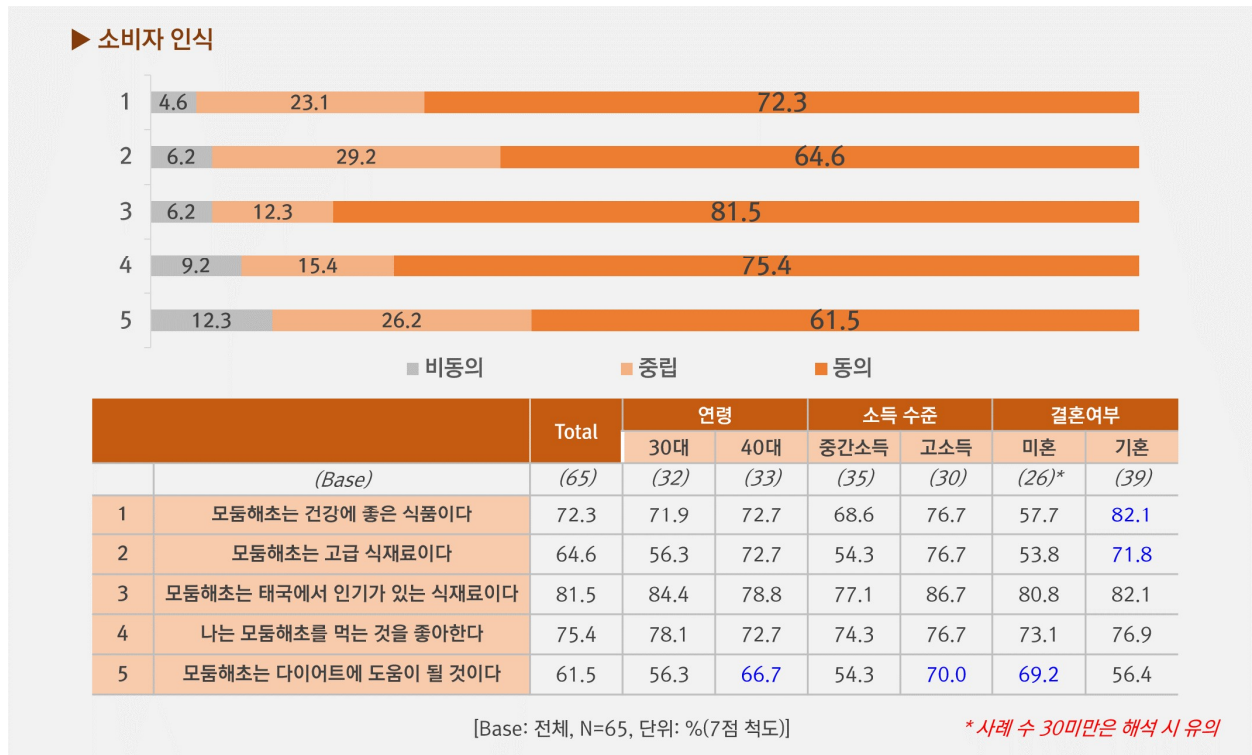 ▶ 소비자 인식
1 4.6 23.1 72.3
2 6.2 29.2 64.6
3 6.2 12.3 81.5
4 9.2 15.4 75.4
5 12.3 26.2 61.5
비동의 중립 동의
Total 연령 소득 수준 결혼여부
30대 40대 중간소득 고소득 미혼 기혼
(Base) (65) (32) (33) (35) (30) (26)* (39)
1 모둠해초는 건강에 좋은 식품이다 72.3 71.9 72.7 68.6 76.7 57.7 82.1
2 모둠해초는 고급 식재료이다 64.6 56.3 72.7 54.3 76.7 53.8 71.8
3 모둠해초는 태국에서 인기가 있는 식재료이다 81.5 84.4 78.8 77.1 86.7 80.8 82.1
4 나는 모둠해초를 먹는 것을 좋아한다 75.4 78.1 72.7 74.3 76.7 73.1 76.9
5 모둠해초는 다이어트에 도움이 될 것이다 61.5 56.3 66.7 54.3 70.0 69.2 56.4
[Base: 전체, N=65, 단위: %(7점 척도)]
* 사례 수 30미만은 해석 시 유의